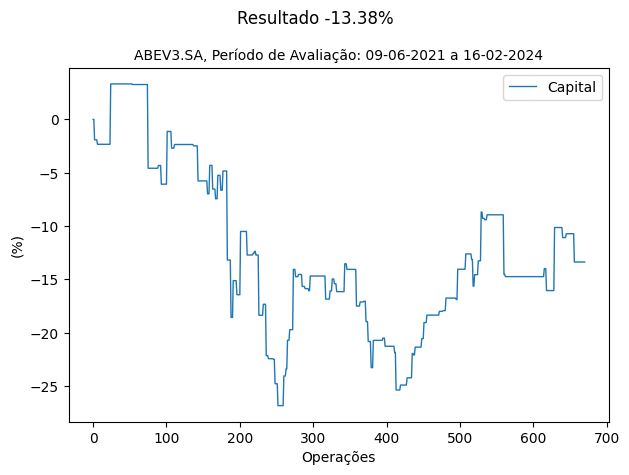 Resultado -13.38%
ABEV3.SA, Período de Avaliação: 09-06-2021 a 16-02-2024
Capital
0
−5
−10
−15
−20
−25
(%)
0 100 200 300 400 500 600 700
Operações